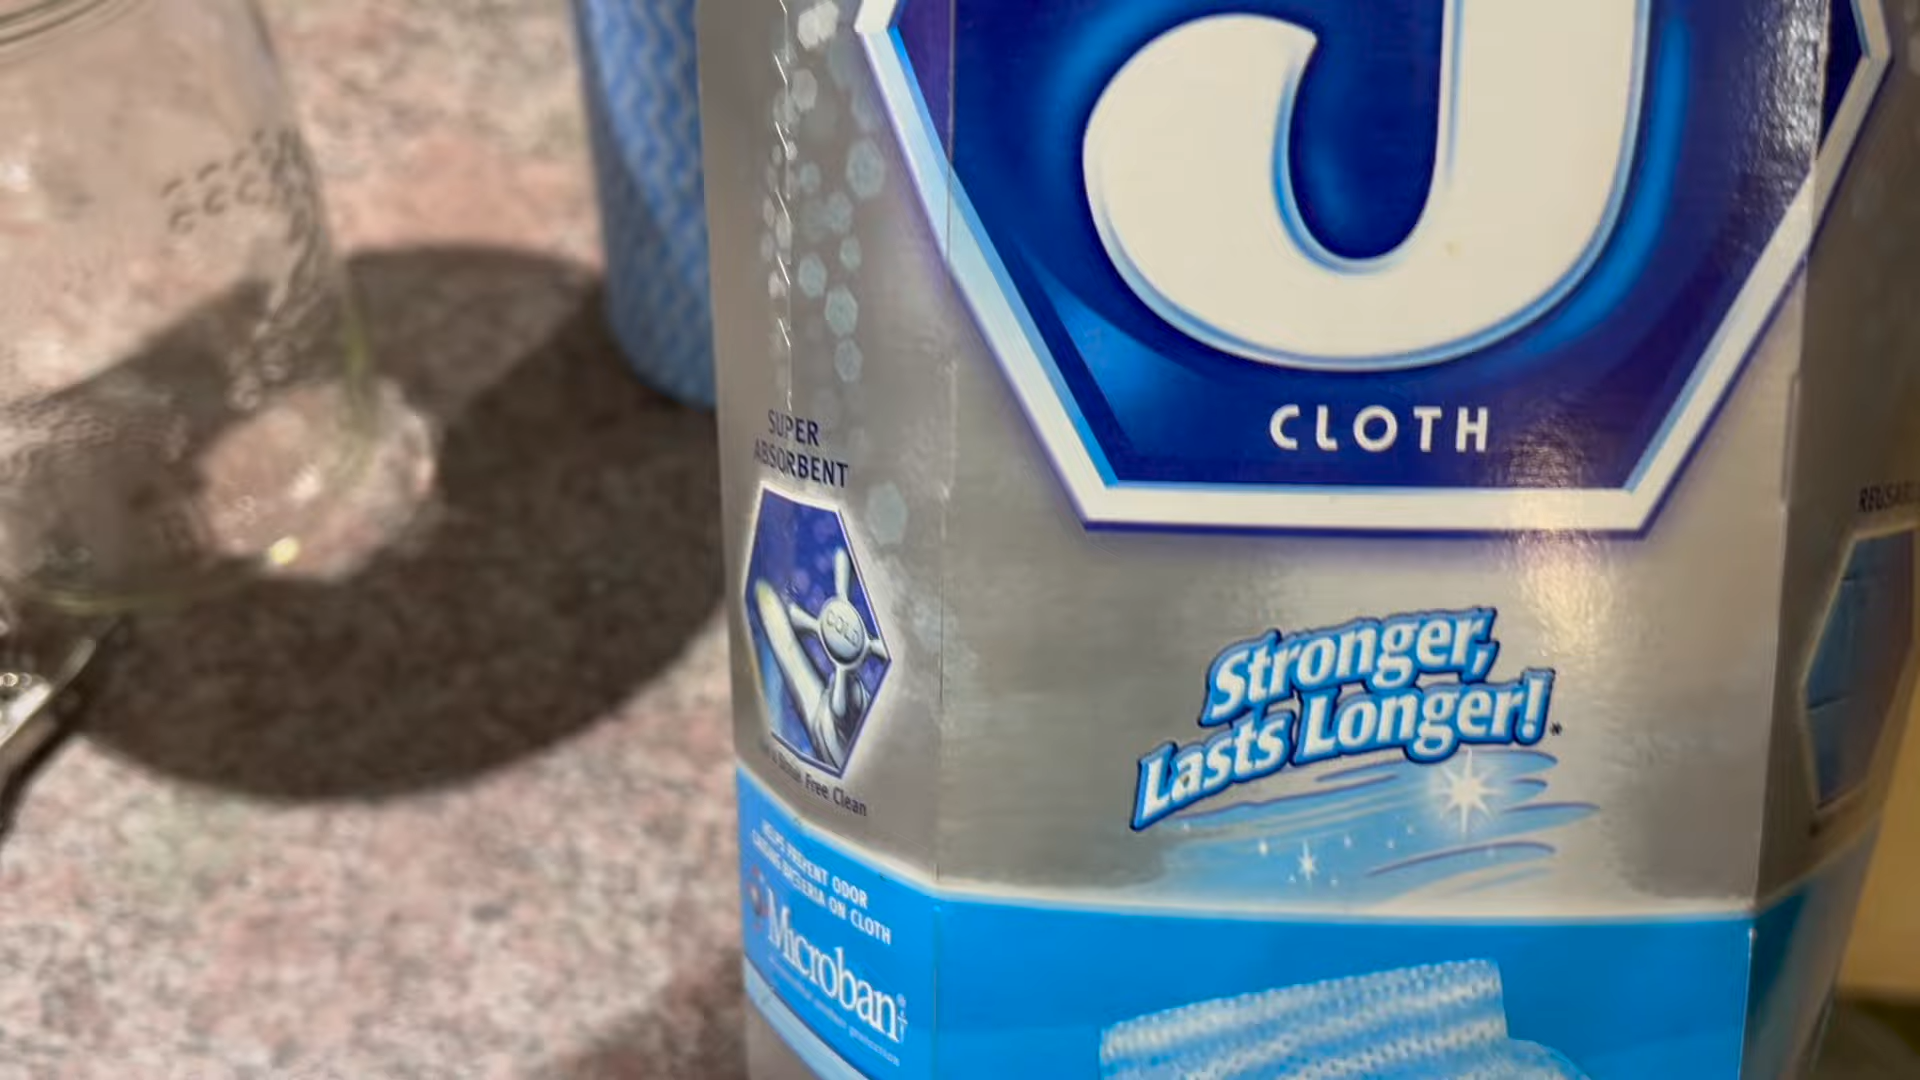 J
CLOTH
SUPER
ABSORBENT
COLD
Free Clean
Stronger,
Lasts Longer!*
HELPS PREVENT ODOR
CAUSING BACTERIA ON CLOTH
Microban